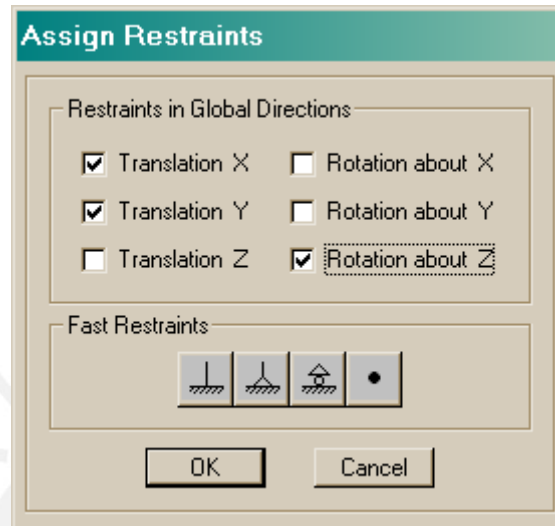 Assign Restraints
Restraints in Global Directions
Translation X Rotation about X
Translation Y Rotation about Y
Translation Z Rotation about Z
Fast Restraints
OK Cancel